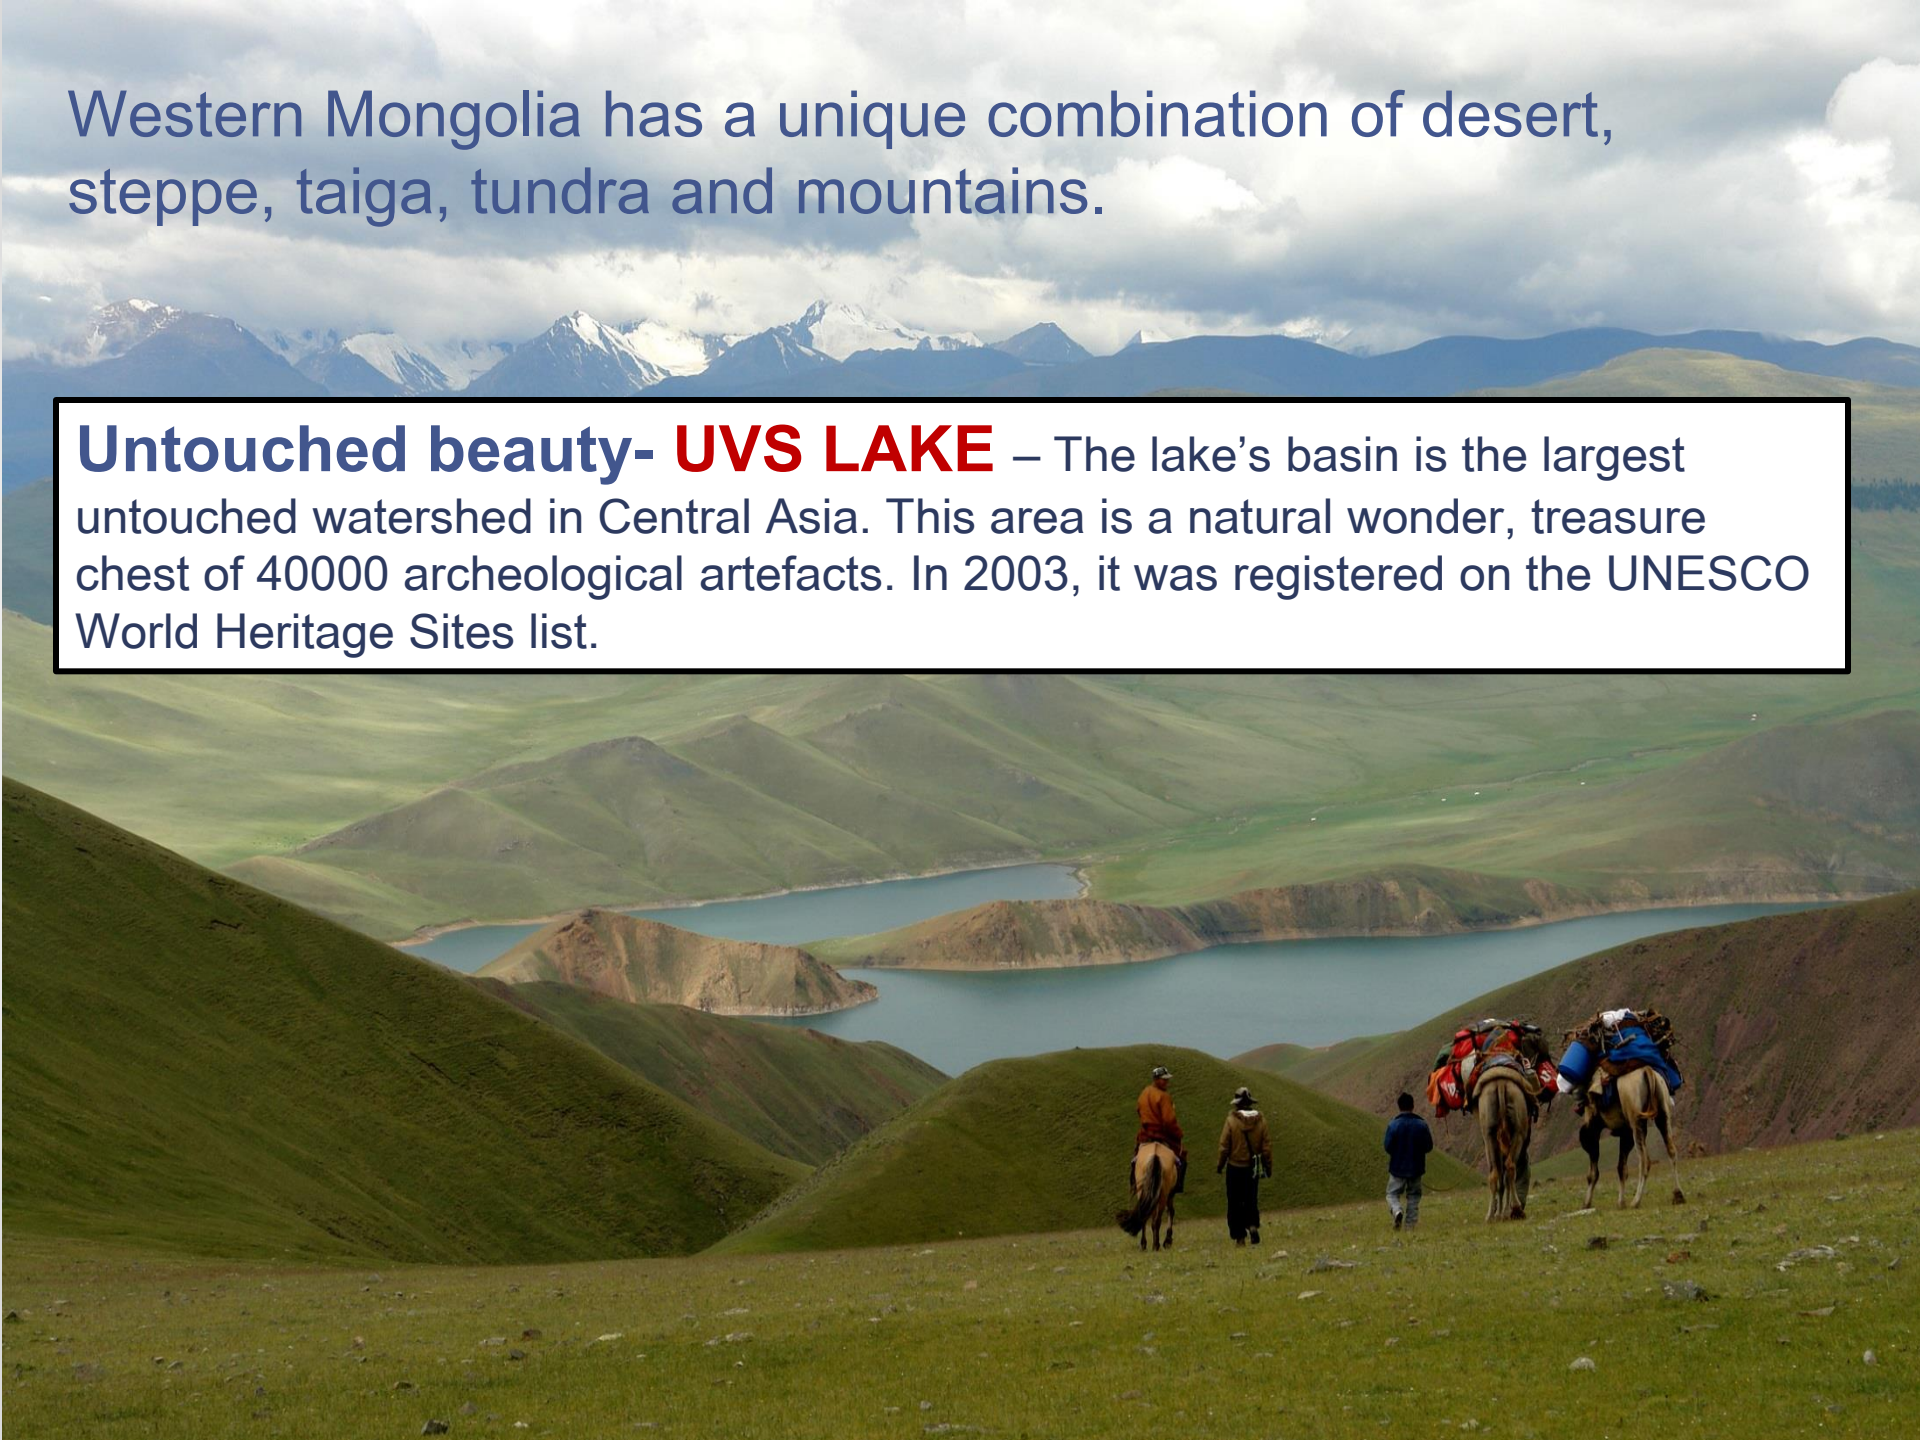 Western Mongolia has a unique combination of desert,
steppe, taiga, tundra and mountains.
Untouched beauty- UVS LAKE – The lake’s basin is the largest
untouched watershed in Central Asia. This area is a natural wonder, treasure
chest of 40000 archeological artefacts. In 2003, it was registered on the UNESCO
World Heritage Sites list.